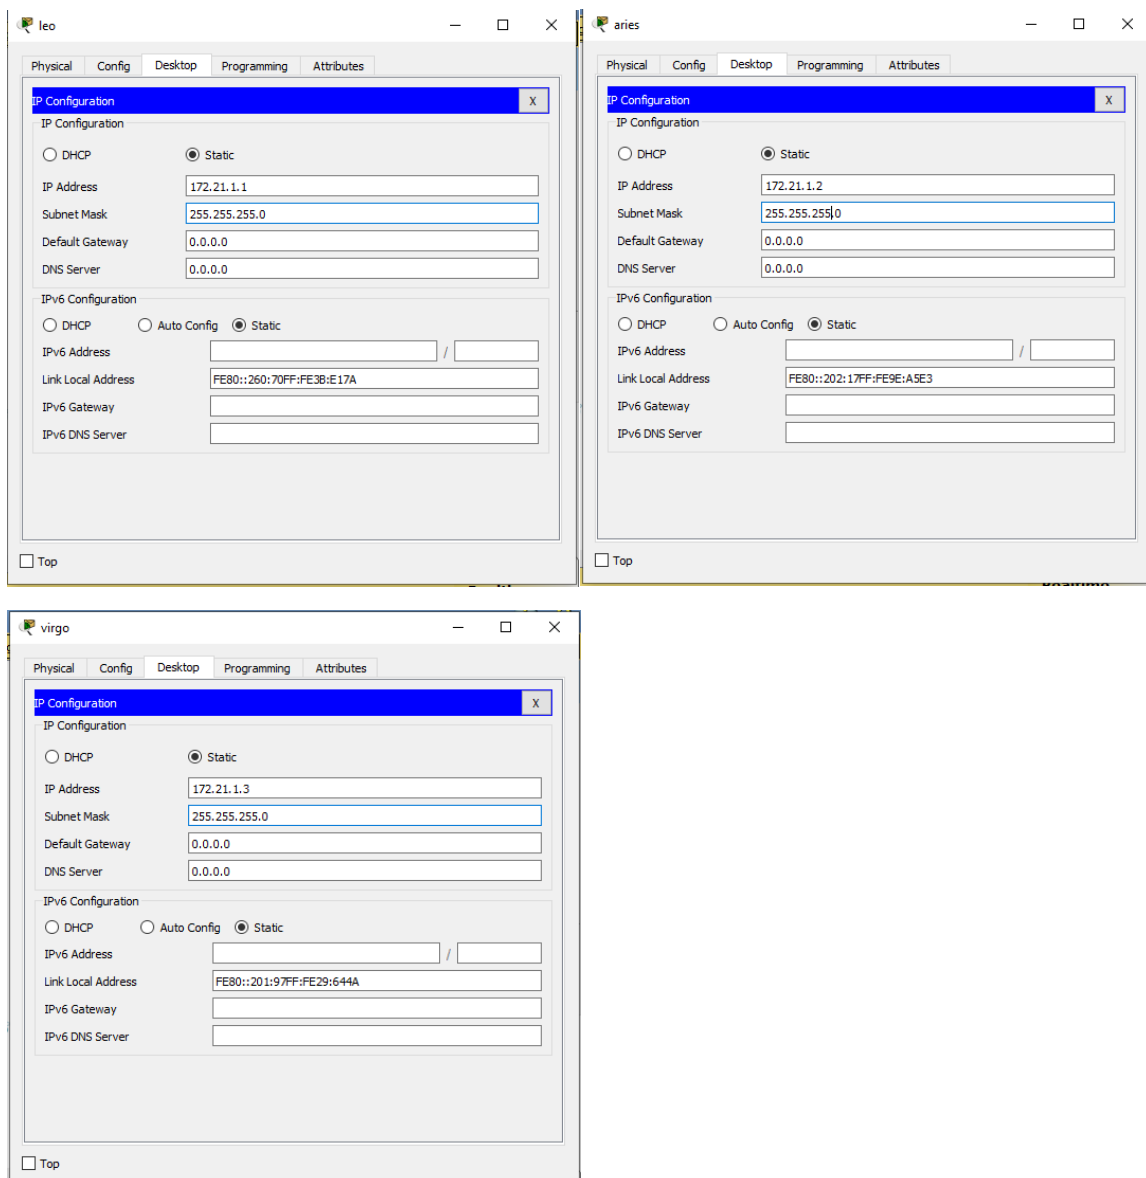 leo
Physical Config Desktop Programming Attributes
IP Configuration X
IP Configuration
DHCP Static
IP Address 172.21.1.1
Subnet Mask 255.255.255.0
Default Gateway 0.0.0.0
DNS Server 0.0.0.0
IPv6 Configuration
DHCP Auto Config Static
IPv6 Address /
Link Local Address FE80::260:70FF:FE3B:E17A
IPv6 Gateway
IPv6 DNS Server
Top
aries
Physical Config Desktop Programming Attributes
IP Configuration X
IP Configuration
DHCP Static
IP Address 172.21.1.2
Subnet Mask 255.255.255.0
Default Gateway 0.0.0.0
DNS Server 0.0.0.0
IPv6 Configuration
DHCP Auto Config Static
IPv6 Address /
Link Local Address FE80::202:17FF:FE9E:A5E3
IPv6 Gateway
IPv6 DNS Server
Top
Realtime
virgo
Physical Config Desktop Programming Attributes
IP Configuration X
IP Configuration
DHCP Static
IP Address 172.21.1.3
Subnet Mask 255.255.255.0
Default Gateway 0.0.0.0
DNS Server 0.0.0.0
IPv6 Configuration
DHCP Auto Config Static
IPv6 Address /
Link Local Address FE80::201:97FF:FE29:644A
IPv6 Gateway
IPv6 DNS Server
Top